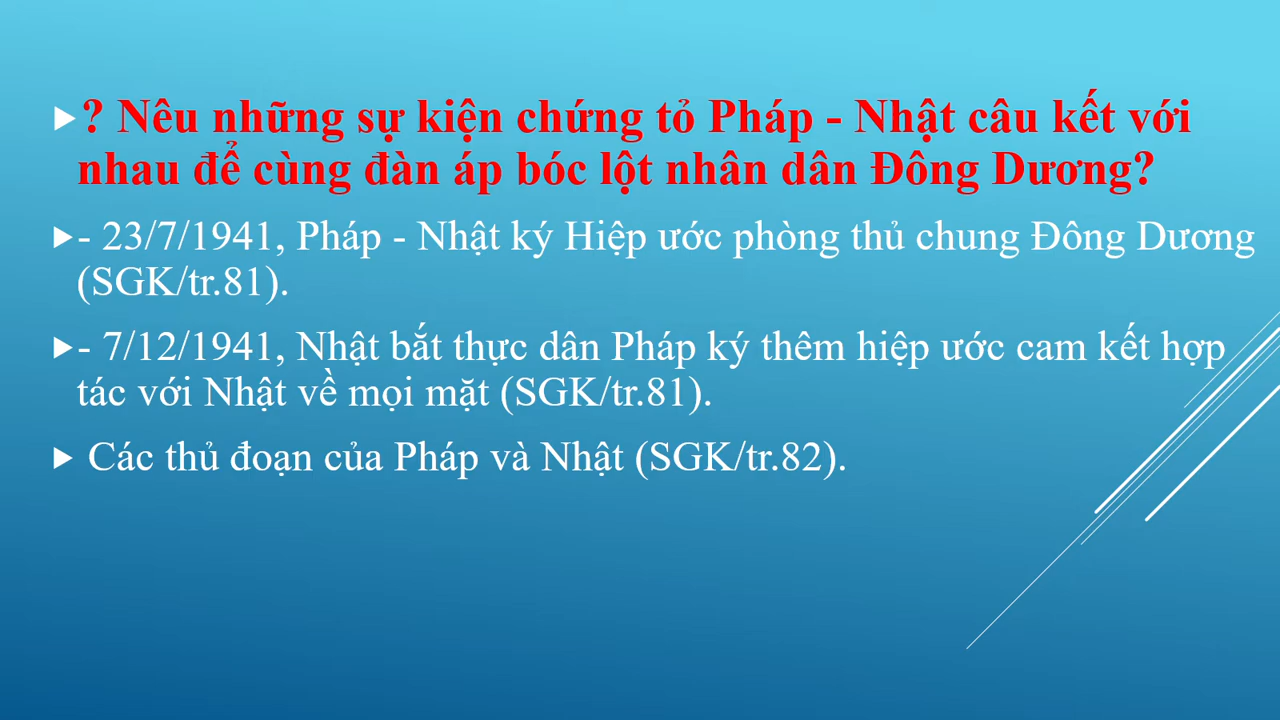 ? Nêu những sự kiện chứng tỏ Pháp - Nhật câu kết với
nhau để cùng đàn áp bóc lột nhân dân Đông Dương?
- 23/7/1941, Pháp - Nhật ký Hiệp ước phòng thủ chung Đông Dương
(SGK/tr.81).
- 7/12/1941, Nhật bắt thực dân Pháp ký thêm hiệp ước cam kết hợp
tác với Nhật về mọi mặt (SGK/tr.81).
Các thủ đoạn của Pháp và Nhật (SGK/tr.82).